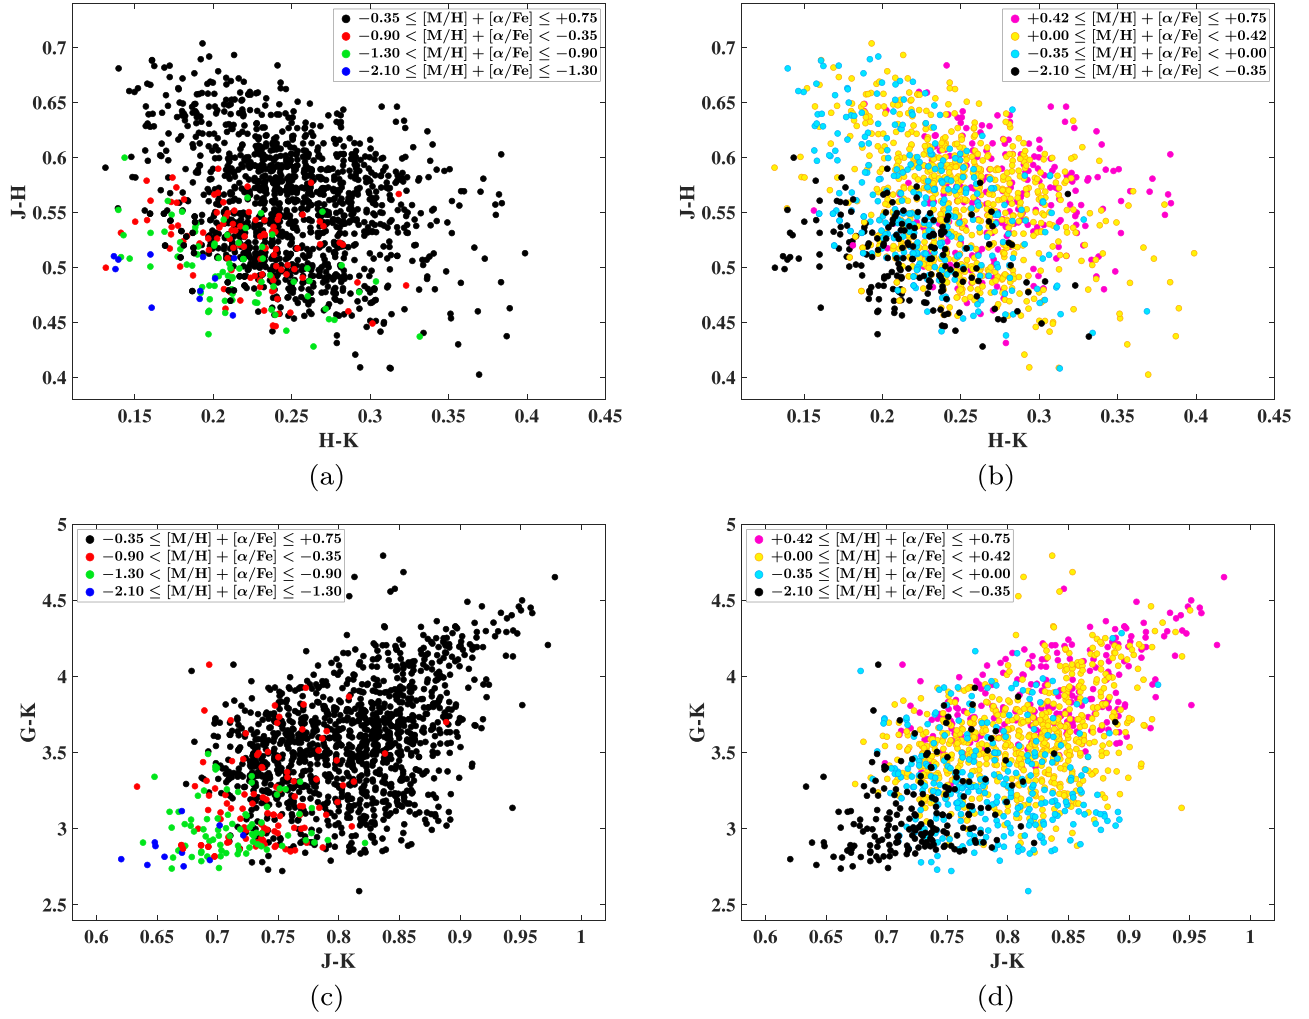 −0.35 ≤ [M/H] + [α/Fe] ≤ +0.75
−0.90 < [M/H] + [α/Fe] < −0.35
−1.30 < [M/H] + [α/Fe] ≤ −0.90
−2.10 ≤ [M/H] + [α/Fe] ≤ −1.30
0.7
0.65
0.6
0.55
0.5
0.45
0.4
J-H
0.15 0.2 0.25 0.3 0.35 0.4 0.45
H-K
(a)
+0.42 ≤ [M/H] + [α/Fe] ≤ +0.75
+0.00 ≤ [M/H] + [α/Fe] < +0.42
−0.35 ≤ [M/H] + [α/Fe] < +0.00
−2.10 ≤ [M/H] + [α/Fe] < −0.35
0.7
0.65
0.6
0.55
0.5
0.45
0.4
J-H
0.15 0.2 0.25 0.3 0.35 0.4 0.45
H-K
(b)
−0.35 ≤ [M/H] + [α/Fe] ≤ +0.75
−0.90 < [M/H] + [α/Fe] < −0.35
−1.30 < [M/H] + [α/Fe] ≤ −0.90
−2.10 ≤ [M/H] + [α/Fe] ≤ −1.30
5
4.5
4
3.5
3
2.5
G-K
0.6 0.65 0.7 0.75 0.8 0.85 0.9 0.95 1
J-K
(c)
+0.42 ≤ [M/H] + [α/Fe] ≤ +0.75
+0.00 ≤ [M/H] + [α/Fe] < +0.42
−0.35 ≤ [M/H] + [α/Fe] < +0.00
−2.10 ≤ [M/H] + [α/Fe] < −0.35
5
4.5
4
3.5
3
2.5
G-K
0.6 0.65 0.7 0.75 0.8 0.85 0.9 0.95 1
J-K
(d)